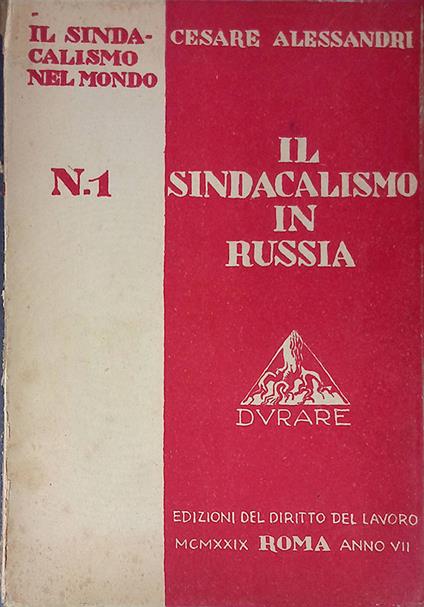 IL SINDA-
CALISMO
NEL MONDO
N.1
CESARE ALESSANDRI
IL
SINDACALISMO
IN
RUSSIA
DVRARE
EDIZIONI DEL DIRITTO DEL LAVORO
MCMXXIX ROMA ANNO VII